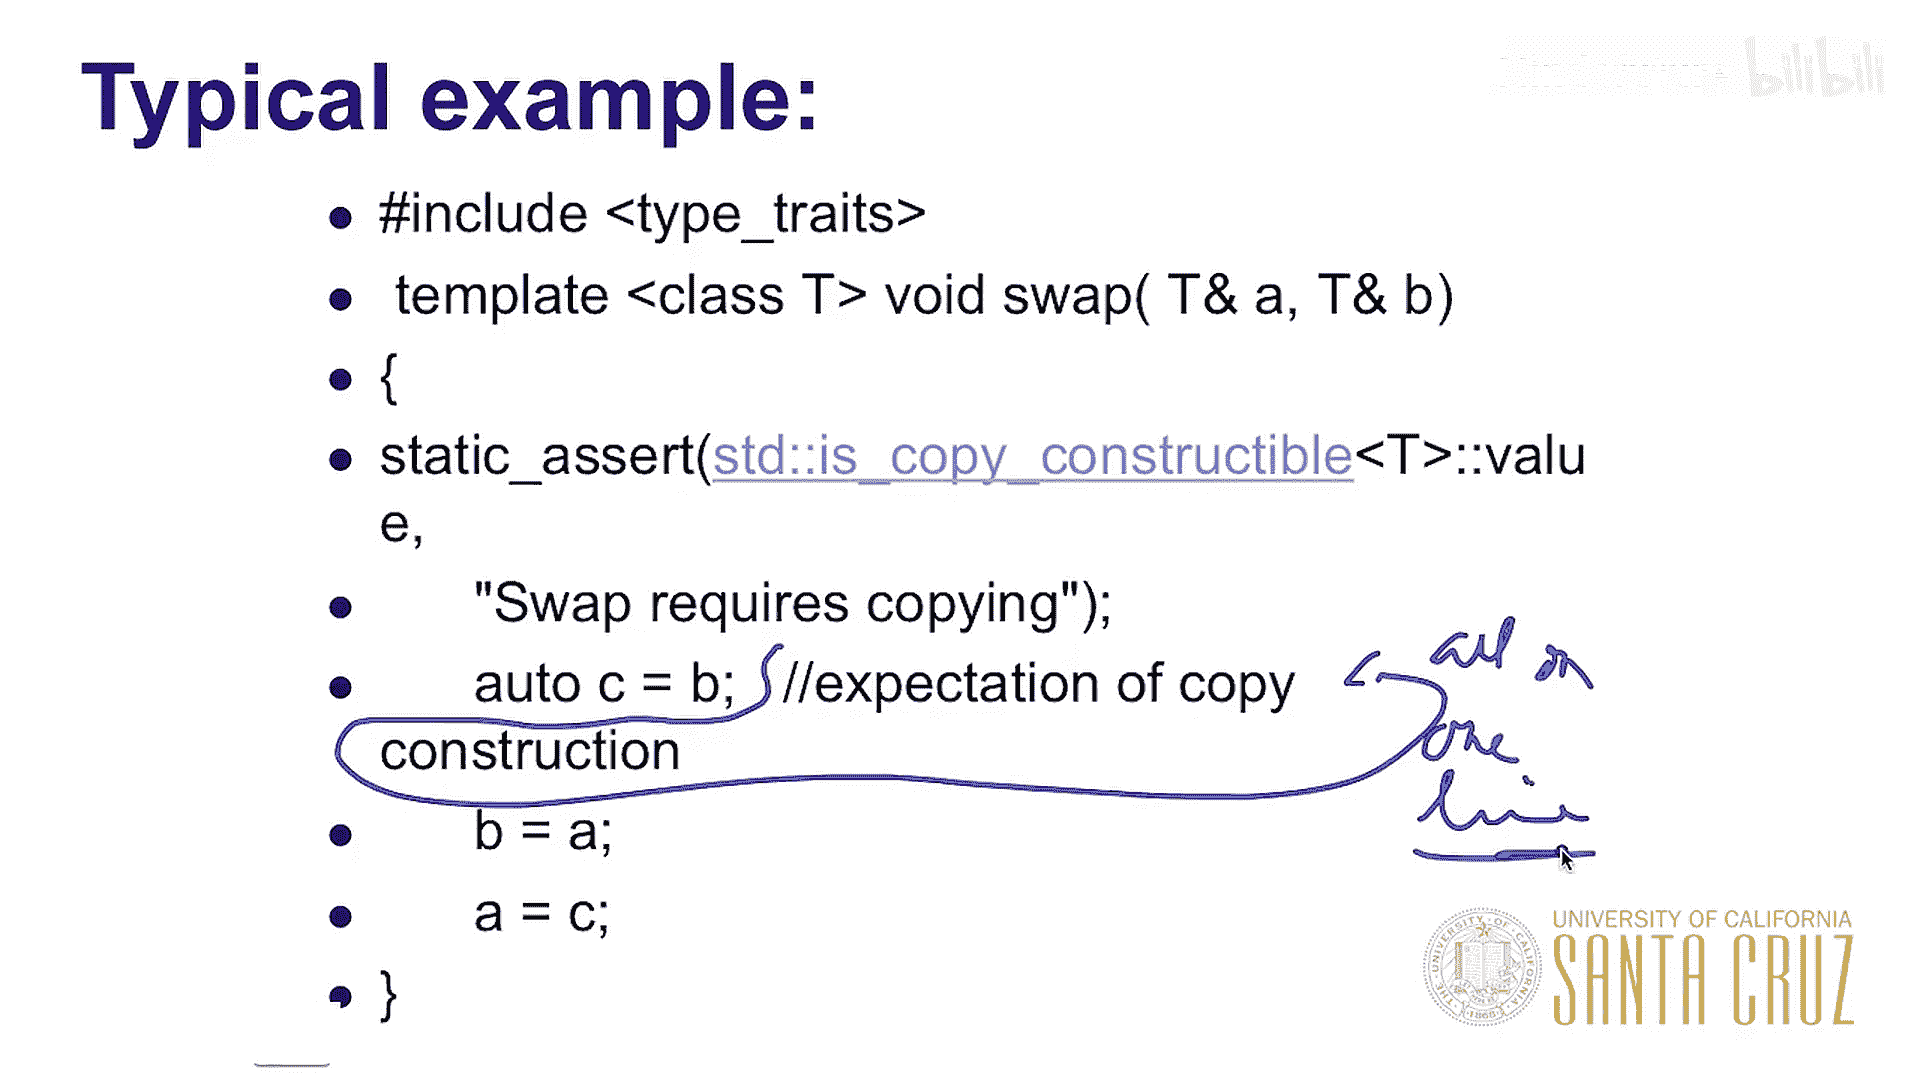 Typical example:
bilibili
#include <type_traits>
template <class T> void swap( T& a, T& b)
{
static_assert(std::is_copy_constructible<T>::valu
e,
"Swap requires copying");
auto c = b; //expectation of copy
construction
all on
one
line
b = a;
a = c;
}
UNIVERSITY OF CALIFORNIA
SANTA CRUZ